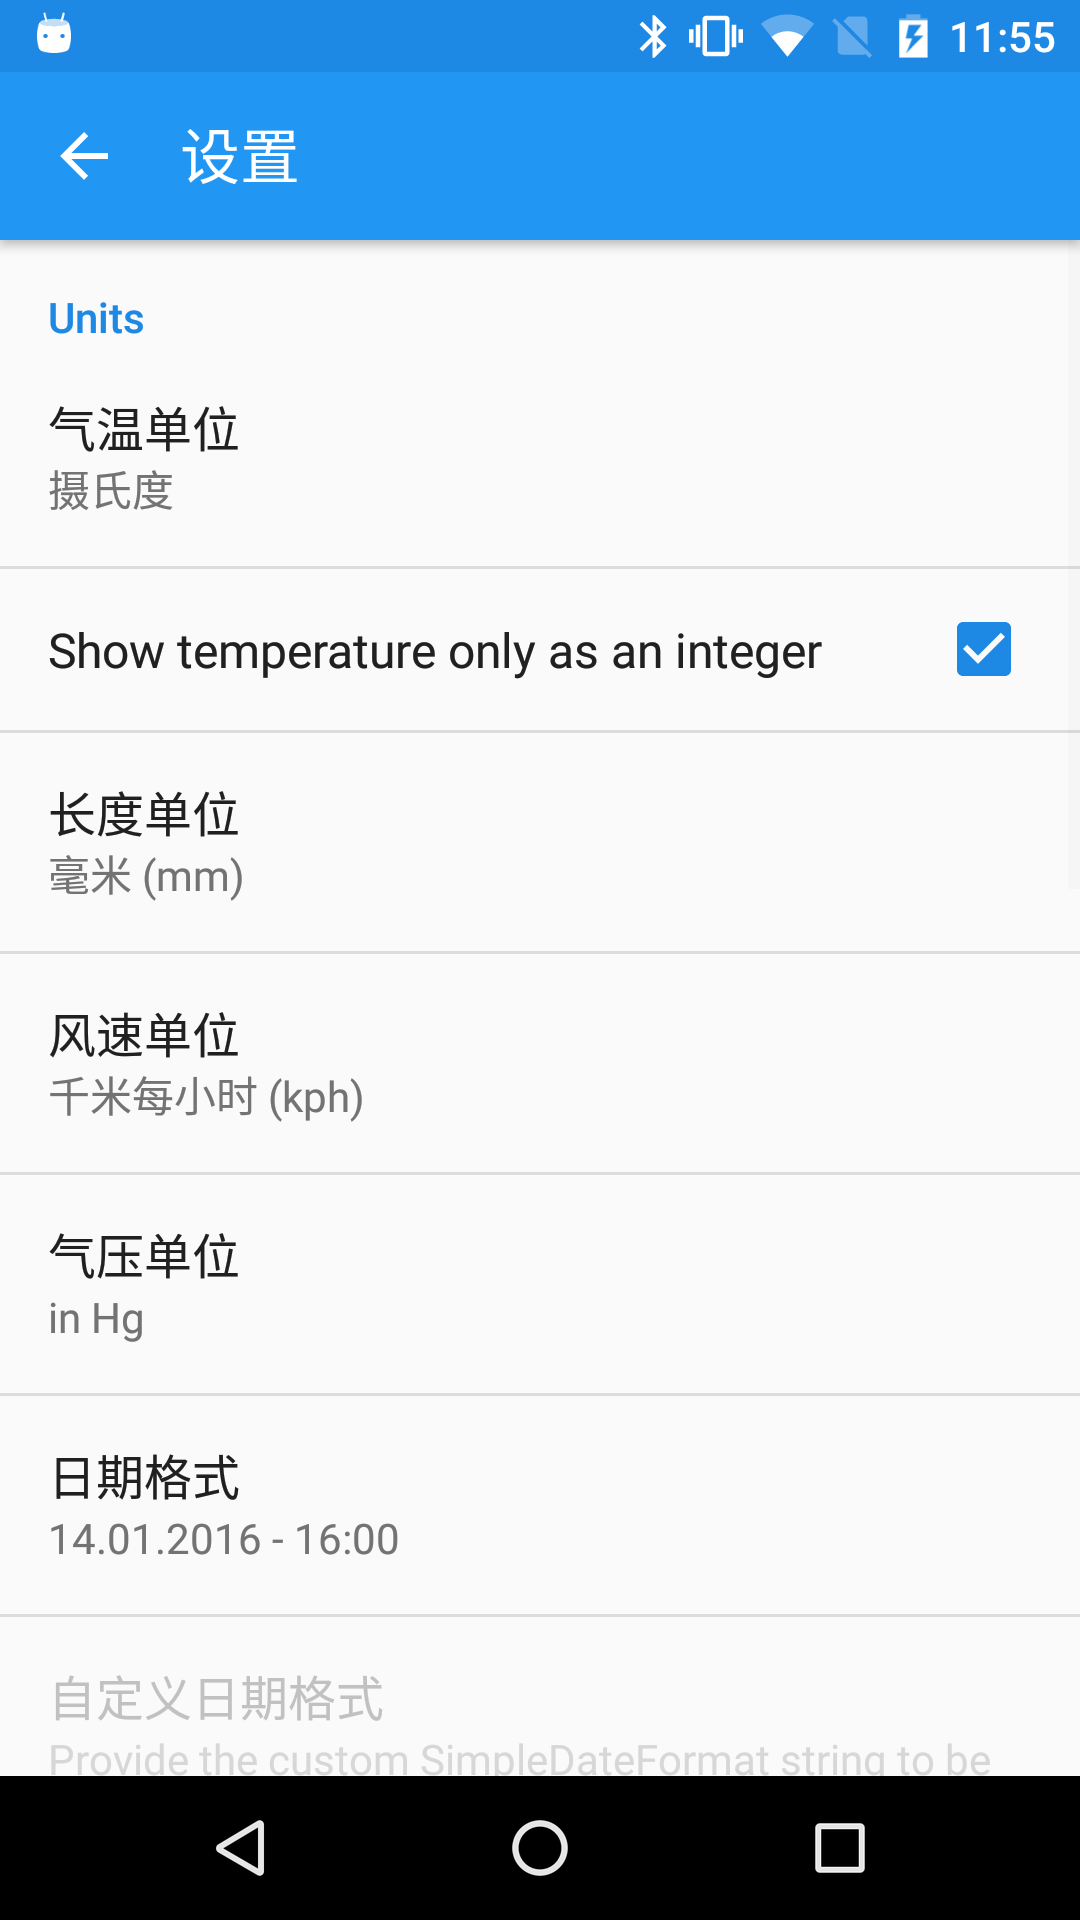 11:55
设置
Units
气温单位
摄氏度
Show temperature only as an integer
长度单位
毫米 (mm)
风速单位
千米每小时 (kph)
气压单位
in Hg
日期格式
14.01.2016 - 16:00
自定义日期格式
Provide the custom SimpleDateFormat string to be